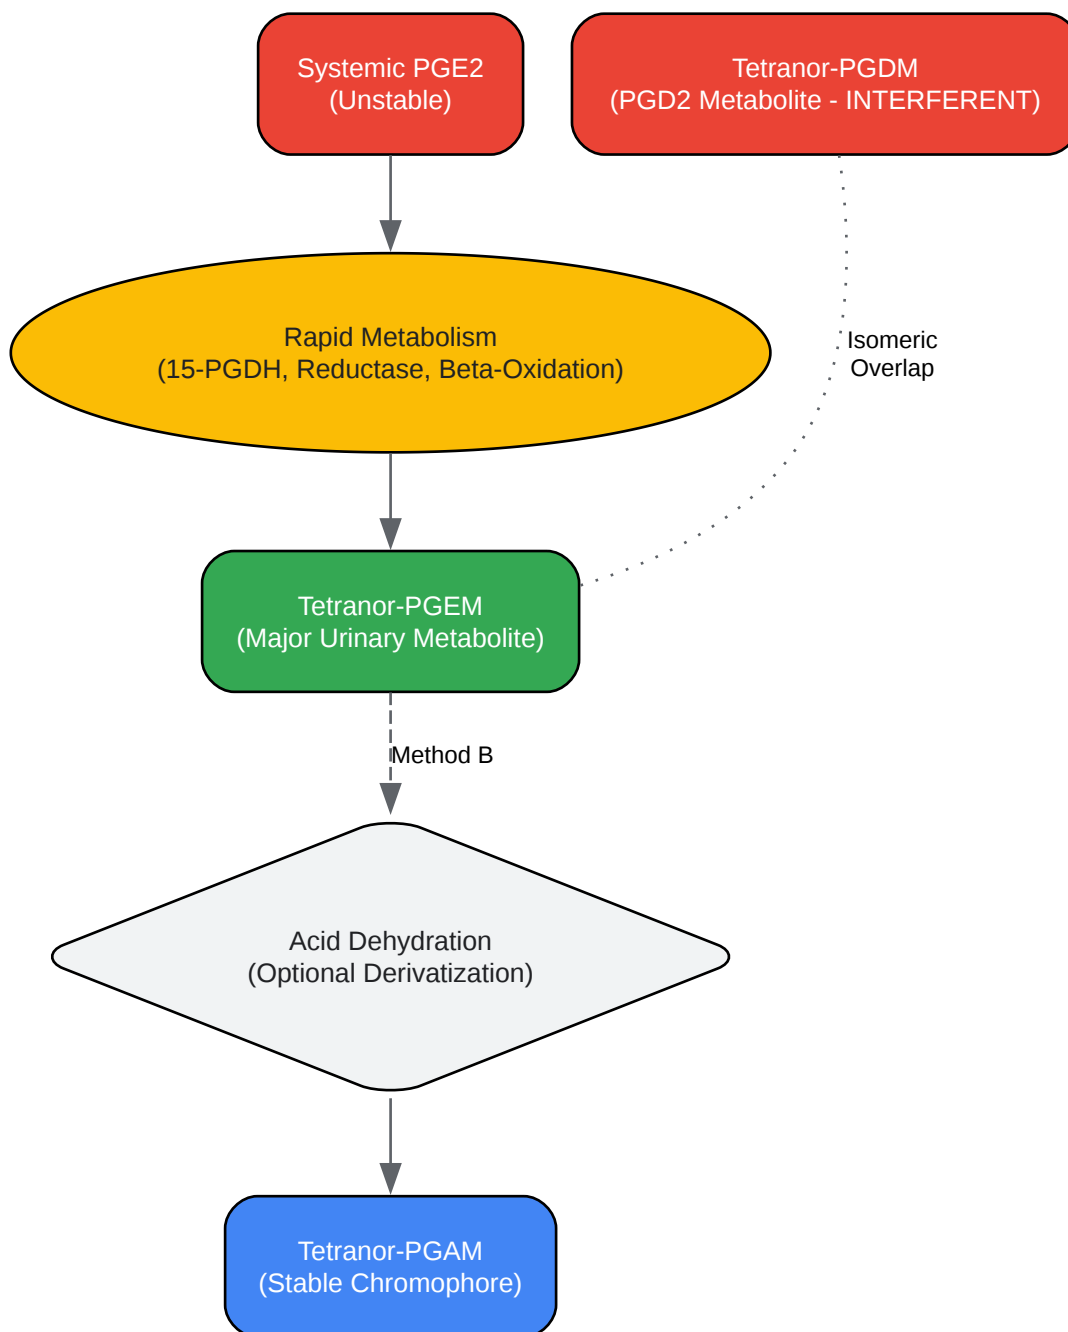 Systemic PGE2
(Unstable)
Tetranor-PGDM
(PGD2 Metabolite - INTERFERENT)
Rapid Metabolism
(15-PGDH, Reductase, Beta-Oxidation)
Isomeric
Overlap
Tetranor-PGEM
(Major Urinary Metabolite)
Method B
Acid Dehydration
(Optional Derivatization)
Tetranor-PGAM
(Stable Chromophore)